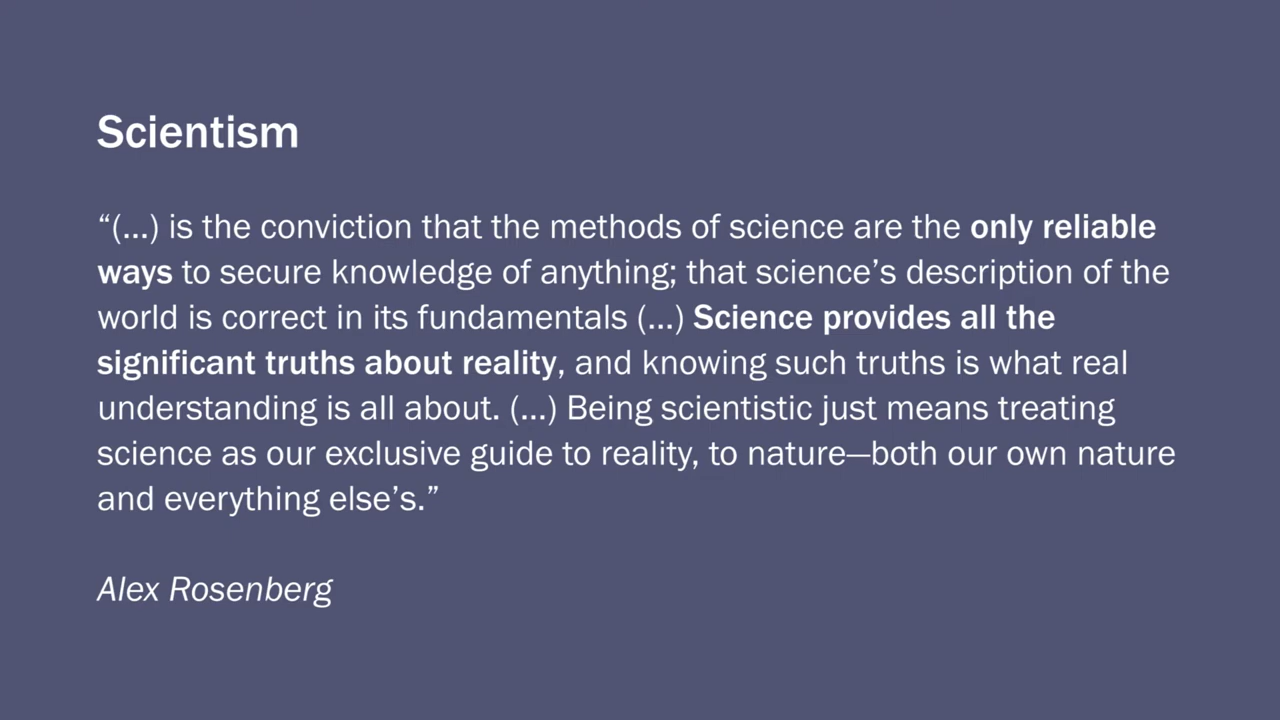 Scientism
“(...) is the conviction that the methods of science are the only reliable
ways to secure knowledge of anything; that science’s description of the
world is correct in its fundamentals (...) Science provides all the
significant truths about reality, and knowing such truths is what real
understanding is all about. (...) Being scientistic just means treating
science as our exclusive guide to reality, to nature—both our own nature
and everything else’s.”
Alex Rosenberg